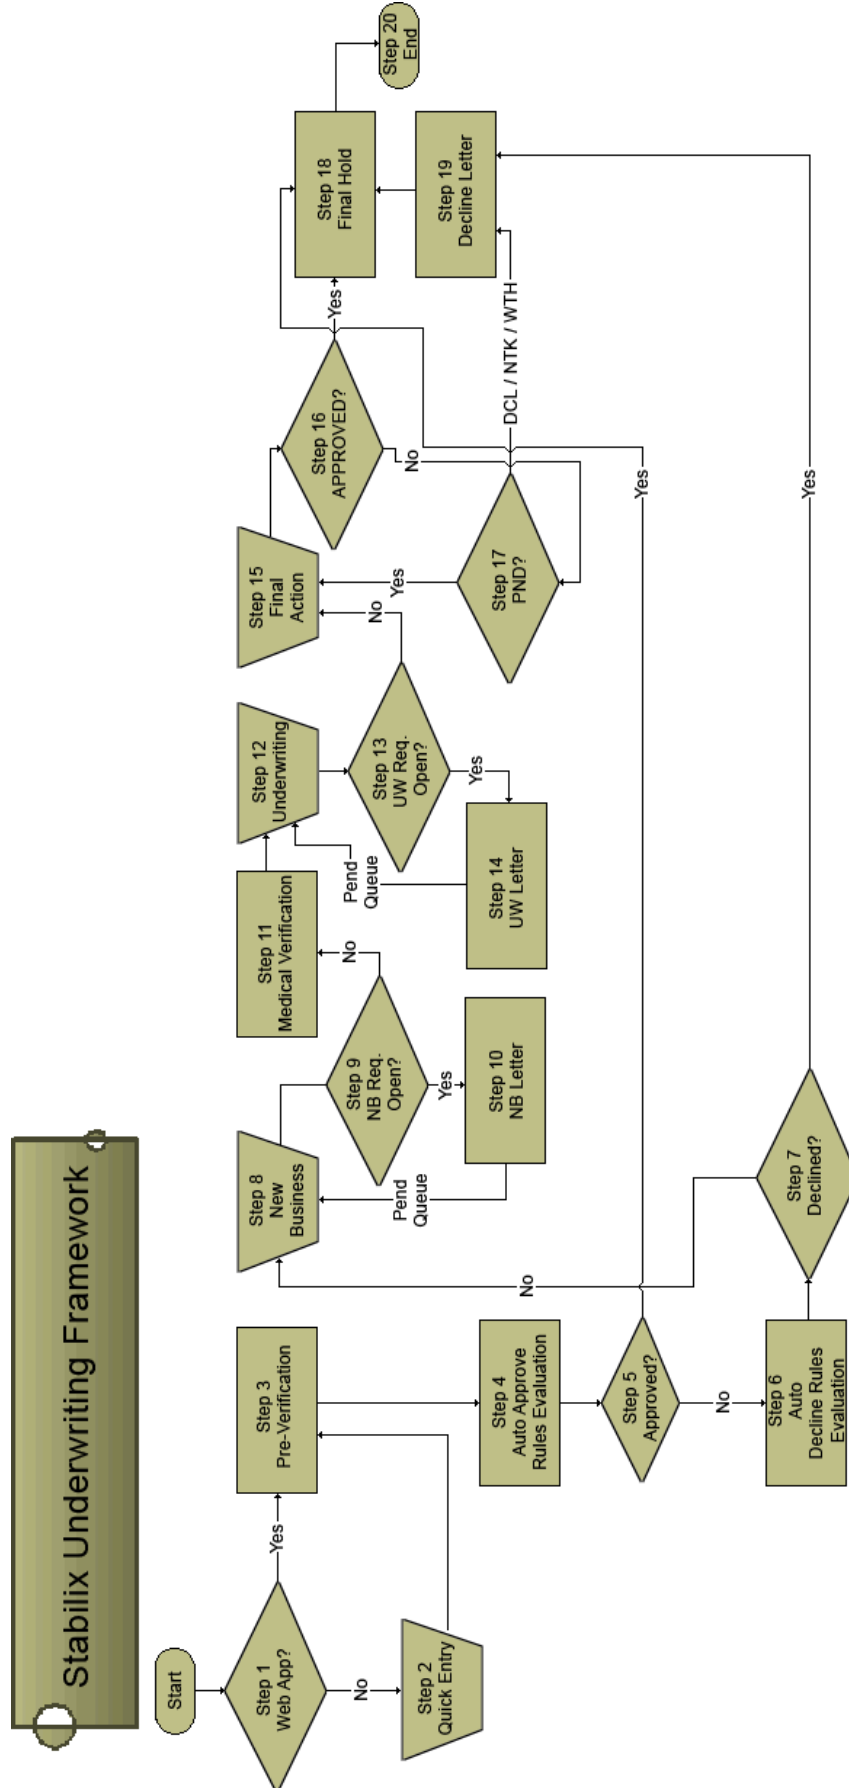 Stabilix Underwriting Framework
Start
Step 1
Web App?
Yes
No
Step 2
Quick Entry
Step 3
Pre-Verification
Step 4
Auto Approve
Rules Evaluation
Step 5
Approved?
Yes
No
Step 6
Auto
Decline Rules
Evaluation
Step 7
Declined?
Yes
No
Step 8
New
Business
Step 9
NB Req.
Open?
Yes
No
Step 10
NB Letter
Pend
Queue
Step 11
Medical Verification
Step 12
Underwriting
Step 13
UW Req.
Open?
Yes
No
Step 14
UW Letter
Pend
Queue
Step 15
Final
Action
Step 16
APPROVED?
Yes
No
Step 17
PND?
Yes
DCL / NTK / WTH
Step 18
Final Hold
Step 19
Decline Letter
Step 20
End